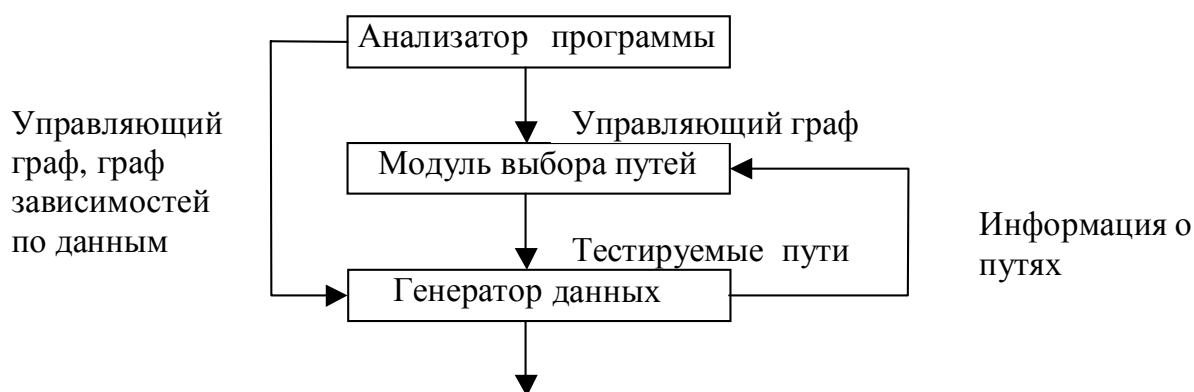 Анализатор программы
Управляющий
граф, граф
зависимостей
по данным
Управляющий граф
Модуль выбора путей
Тестируемые пути
Информация о
путях
Генератор данных